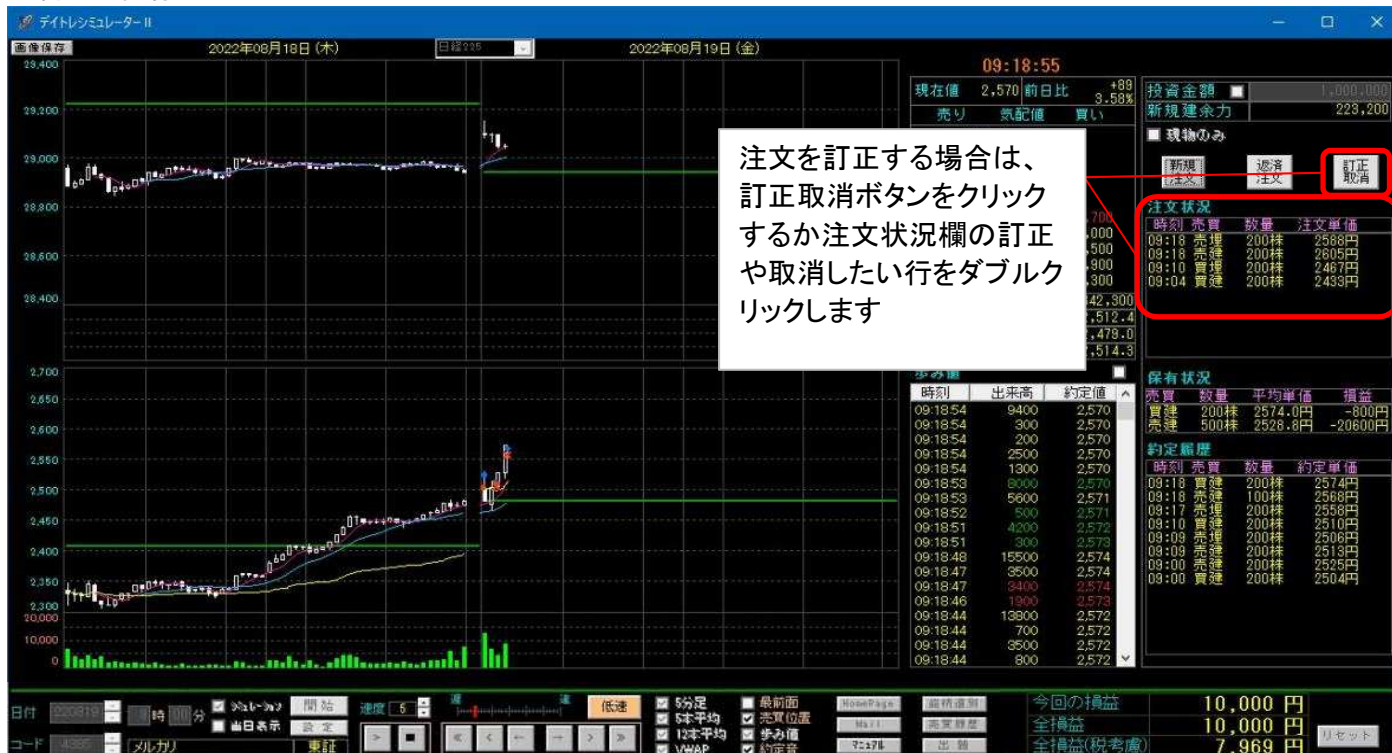 デイトレシミュレーターII
画像保存
2022年08月18日(木)
日経225
2022年08月19日(金)
29,400
29,200
29,000
28,800
28,600
28,400
2,700
2,650
2,600
2,550
2,500
2,450
2,400
2,350
2,300
20,000
10,000
0
09:18:55
現在値 2,570 前日比 +89
3.58%
売り 気配値 買い
注文を訂正する場合は、
訂正取消ボタンをクリック
するか注文状況欄の訂正
や取消したい行をダブルク
リックします
,700
,000
,500
,900
,300
342,300
,512.4
,479.0
,514.3
歩み値
時刻 出来高 約定値
09:18:54 9400 2,570
09:18:54 300 2,570
09:18:54 200 2,570
09:18:54 2500 2,570
09:18:54 1300 2,570
09:18:53 8000 2,570
09:18:53 5600 2,571
09:18:52 500 2,571
09:18:51 4200 2,572
09:18:51 300 2,573
09:18:48 15500 2,574
09:18:47 3500 2,574
09:18:47 3400 2,574
09:18:46 1900 2,573
09:18:44 13800 2,572
09:18:44 700 2,572
09:18:44 3500 2,572
09:18:44 800 2,572
投資金額 1,000,000
新規建余力 223,200
現物のみ
新規
注文
返済
注文
訂正
取消
注文状況
時刻 売買 数量 注文単価
09:18 売埋 200株 2588円
09:18 売建 200株 2605円
09:10 買埋 200株 2467円
09:04 買建 200株 2433円
保有状況
売買 数量 平均単価 損益
買建 200株 2574.0円 -800円
売建 500株 2528.8円 -20600円
約定履歴
時刻 売買 数量 約定単価
09:18 買建 200株 2574円
09:18 売建 100株 2568円
09:17 売埋 200株 2558円
09:10 買建 200株 2510円
09:09 売埋 200株 2506円
09:09 売建 200株 2513円
09:00 売建 200株 2525円
09:00 買建 200株 2504円
日付 220819 時 00 分
シミュレーション 開始
当日表示 設定
速度 5
遅 速
低速
5分足
5本平均
12本平均
VWAP
最前面
売買位置
歩み値
約定音
HomePage
Mail
マニュアル
銘柄選別
売買履歴
出納
コード 4385 メルカリ 東証
今回の損益 10,000 円
全損益 10,000 円
全損益(税考慮) 7,968 円
リセット